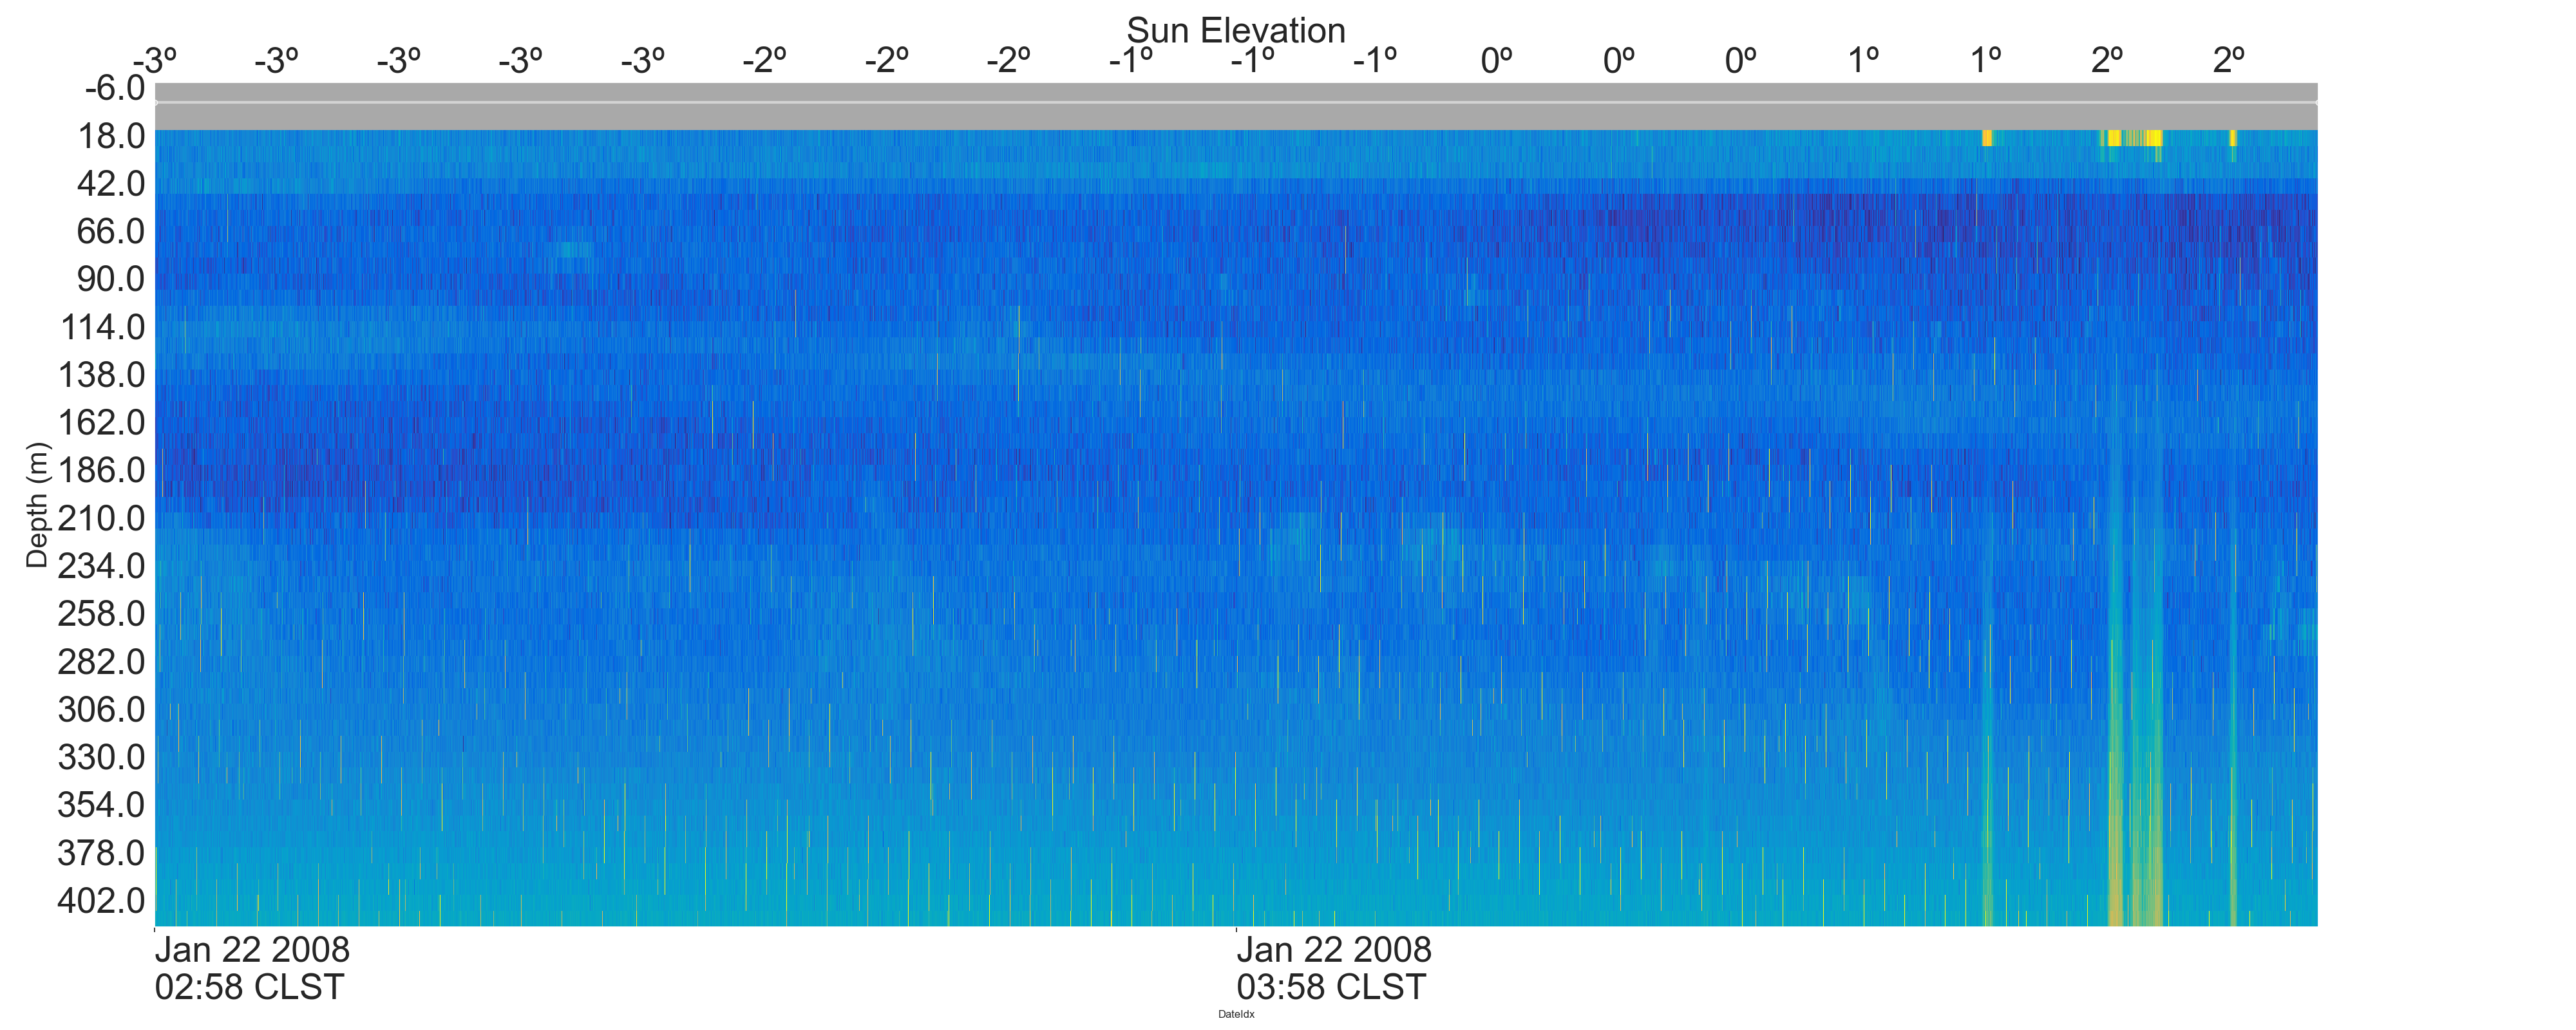 Sun Elevation
-3º -3º -3º -3º -3º -2º -2º -2º -1º -1º -1º 0º 0º 0º 1º 1º 2º 2º
-6.0
18.0
42.0
66.0
90.0
114.0
138.0
162.0
186.0
210.0
234.0
258.0
282.0
306.0
330.0
354.0
378.0
402.0
Depth (m)
Jan 22 2008
02:58 CLST
Jan 22 2008
03:58 CLST
DateIdx